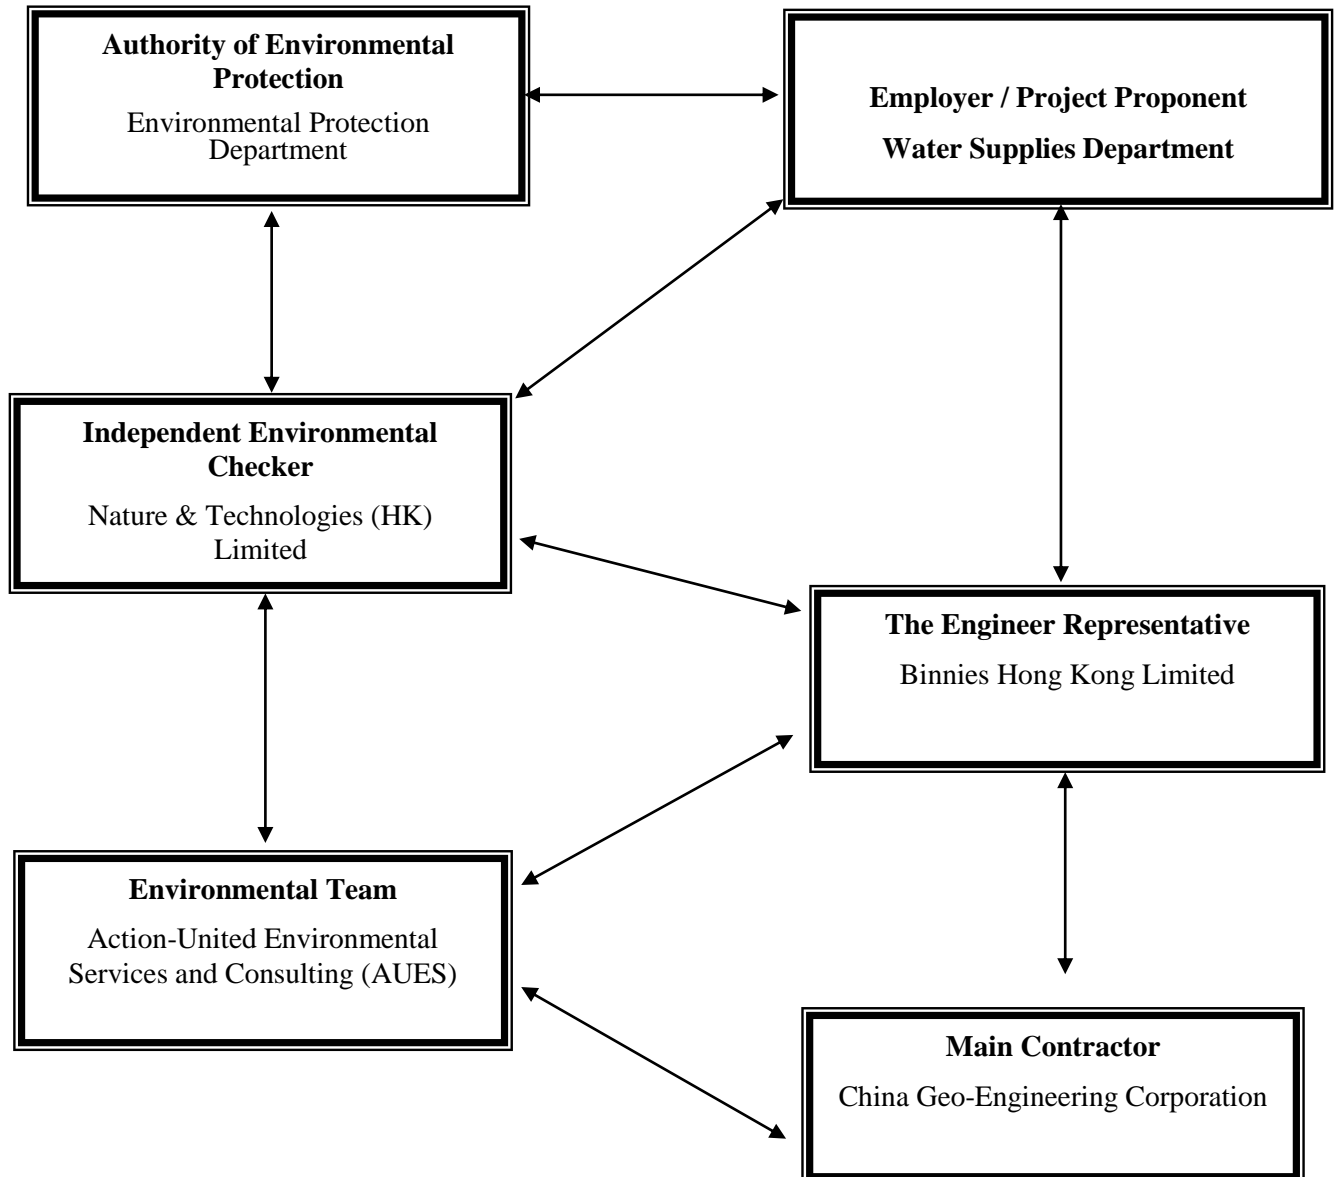 Authority of Environmental
Protection
Environmental Protection
Department
Employer / Project Proponent
Water Supplies Department
Independent Environmental
Checker
Nature & Technologies (HK)
Limited
The Engineer Representative
Binnies Hong Kong Limited
Environmental Team
Action-United Environmental
Services and Consulting (AUES)
Main Contractor
China Geo-Engineering Corporation